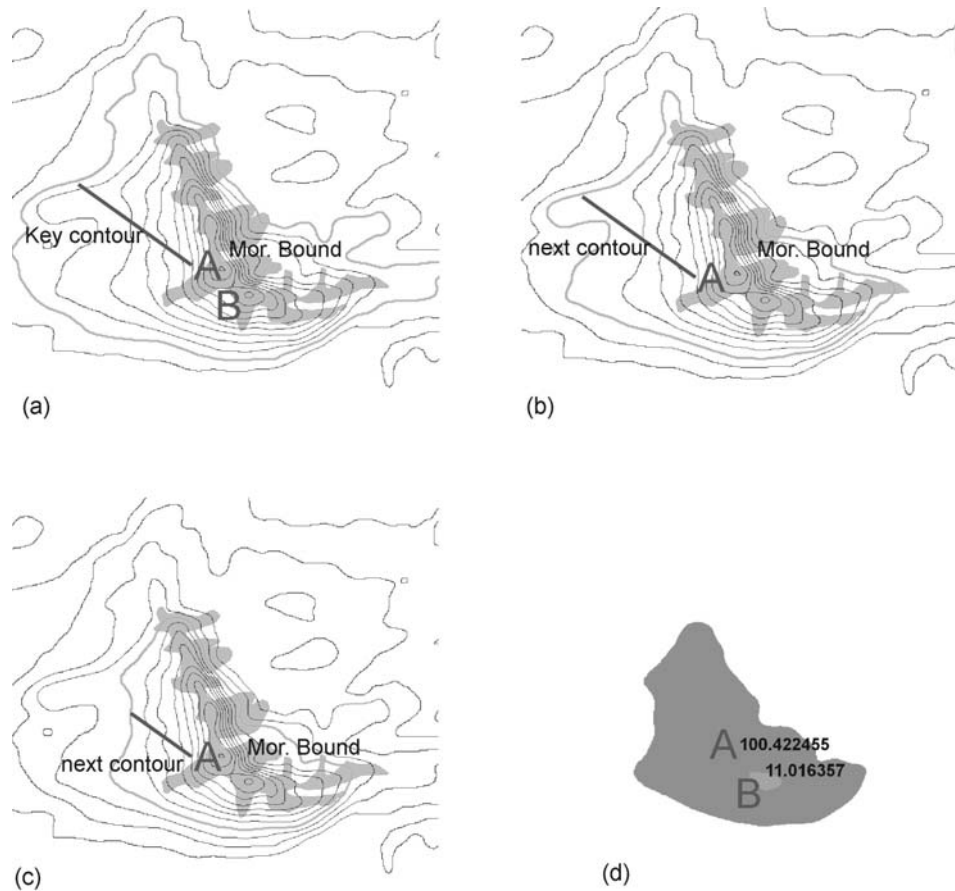 Key contour
A
Mor. Bound
B
(a)
next contour
A
Mor. Bound
(b)
next contour
A
Mor. Bound
(c)
A 100.422455
11.016357
B
(d)